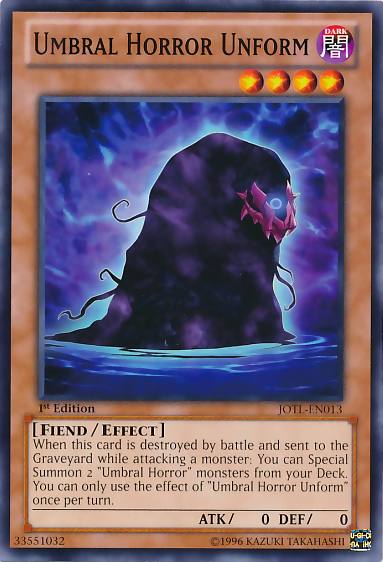 UMBRAL HORROR UNFORM
DARK
闇
1st Edition
JOTL-EN013
[FIEND / EFFECT]
When this card is destroyed by battle and sent to the
Graveyard while attacking a monster: You can Special
Summon 2 "Umbral Horror" monsters from your Deck.
You can only use the effect of "Umbral Horror Unform"
once per turn.
ATK / 0 DEF / 0
33551032
©1996 KAZUKI TAKAHASHI